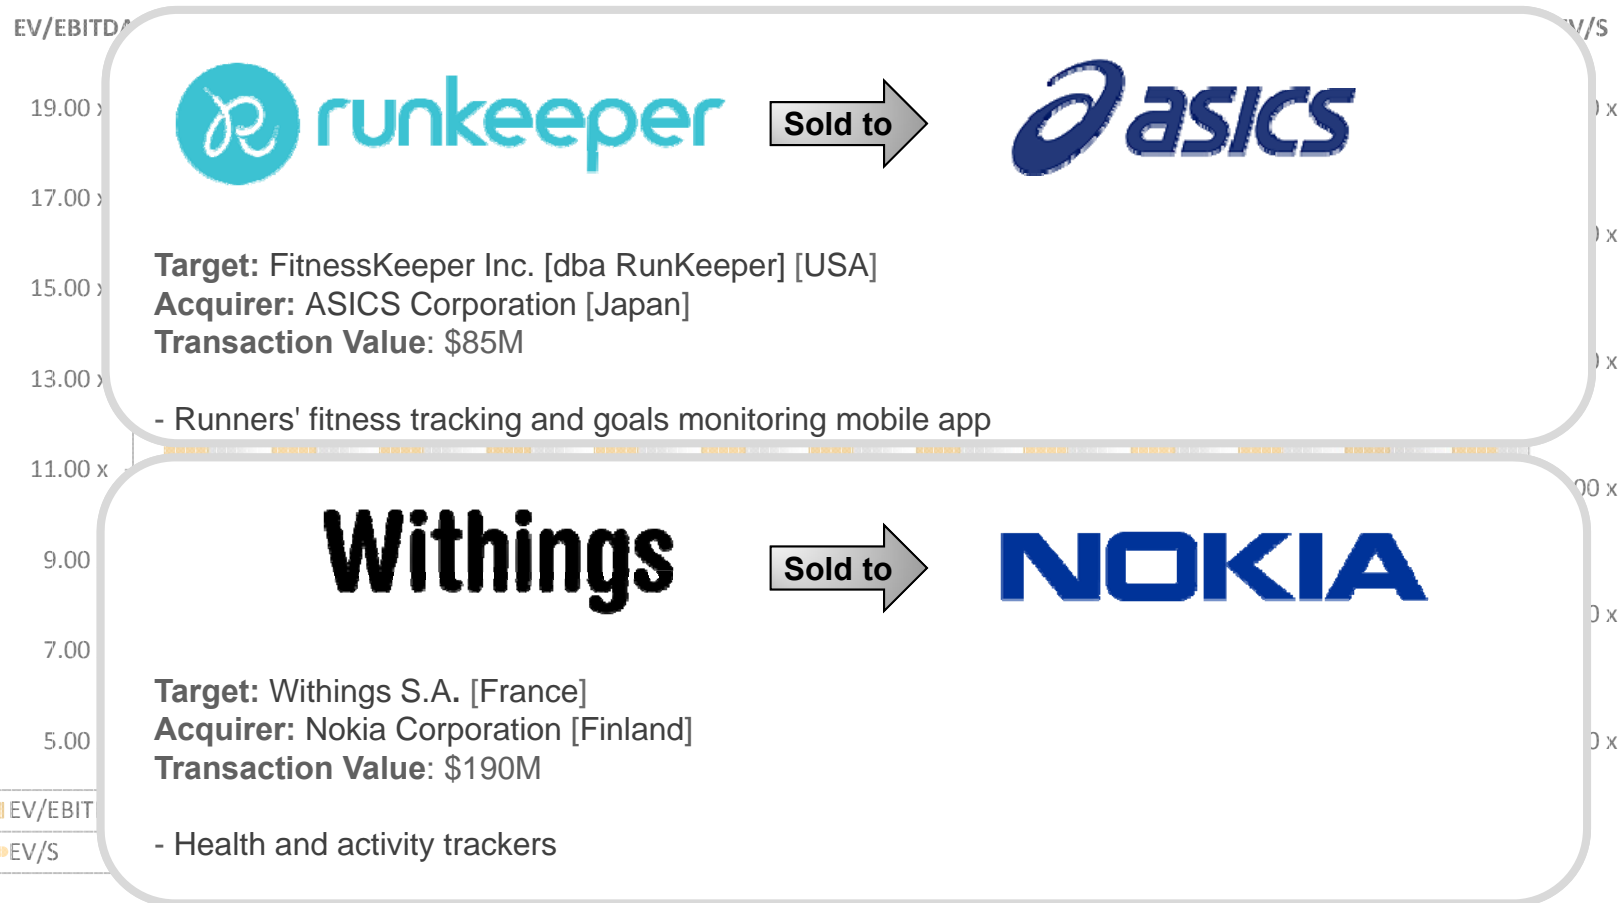 EV/EBITDA
V/S
runkeeper
Sold to
asics
19.00 x
17.00 x
Target: FitnessKeeper Inc. [dba RunKeeper] [USA]
15.00 x
Acquirer: ASICS Corporation [Japan]
Transaction Value: $85M
13.00 x
- Runners' fitness tracking and goals monitoring mobile app
11.00 x
00 x
Withings
Sold to
NOKIA
9.00
7.00
Target: Withings S.A. [France]
Acquirer: Nokia Corporation [Finland]
5.00
Transaction Value: $190M
EV/EBIT
- Health and activity trackers
EV/S